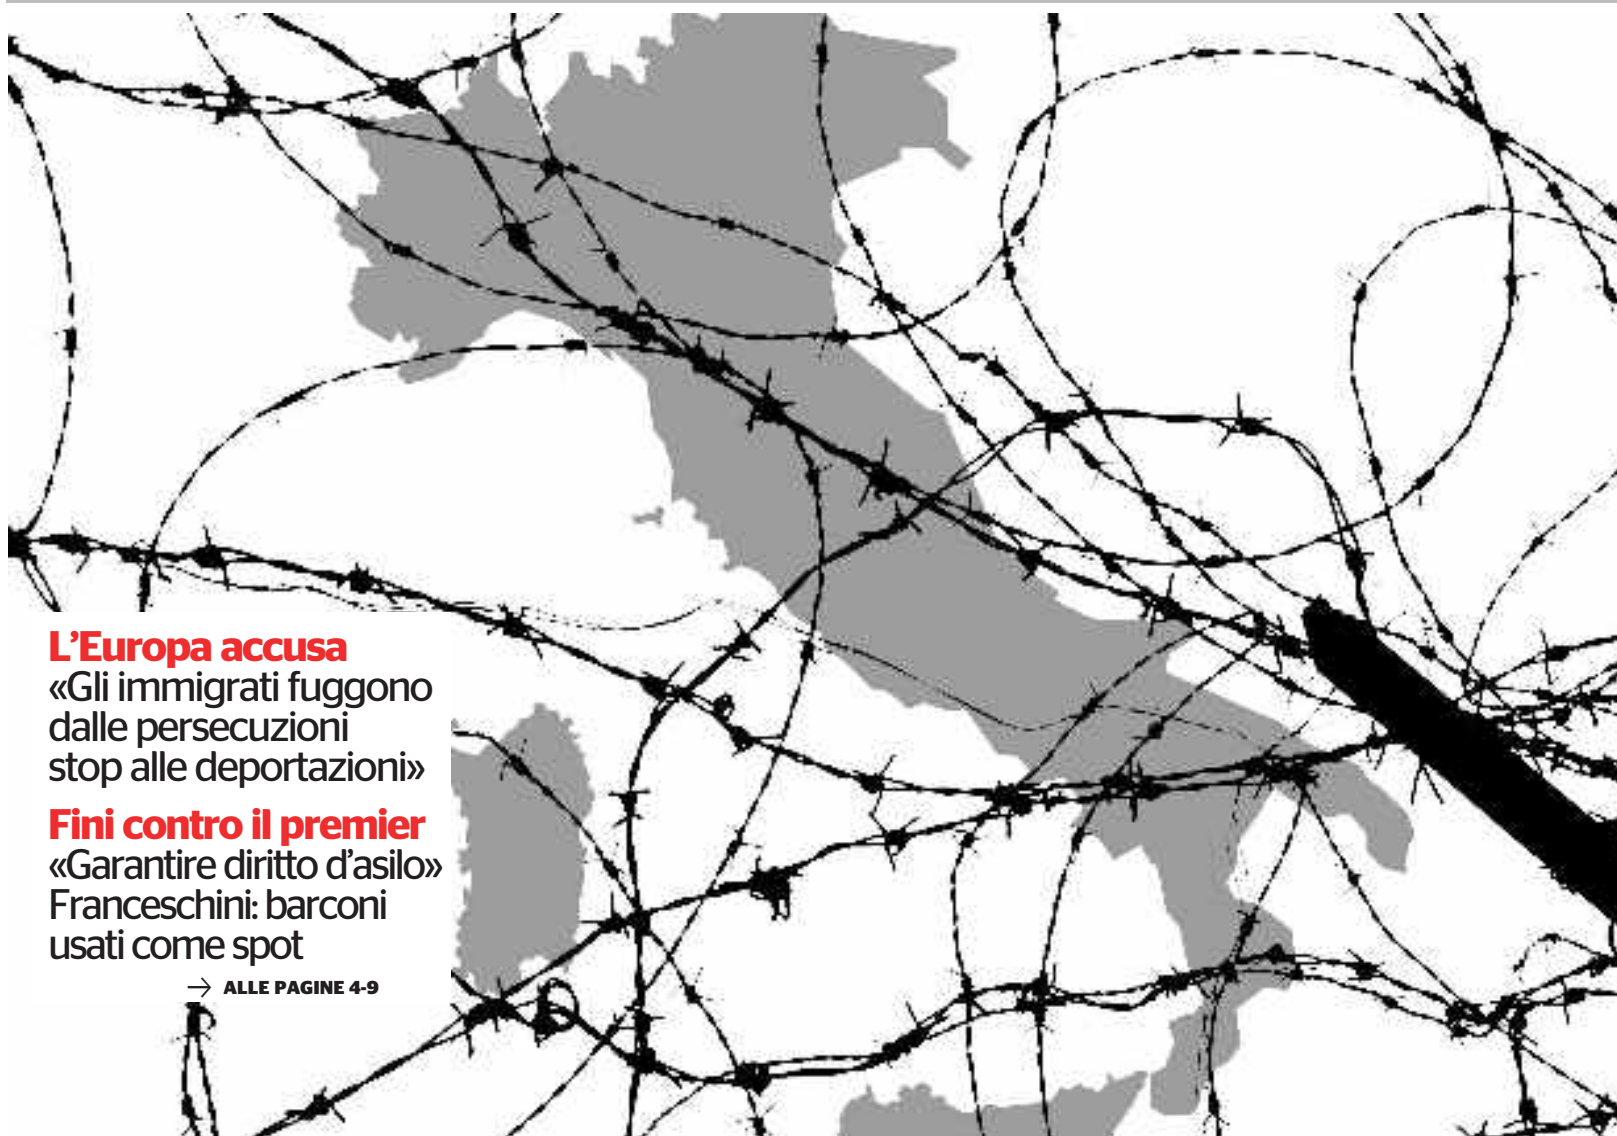 L’Europa accusa
«Gli immigrati fuggono
dalle persecuzioni
stop alle deportazioni»
Fini contro il premier
«Garantire diritto d’asilo»
Franceschini: barconi
usati come spot
→ ALLE PAGINE 4-9